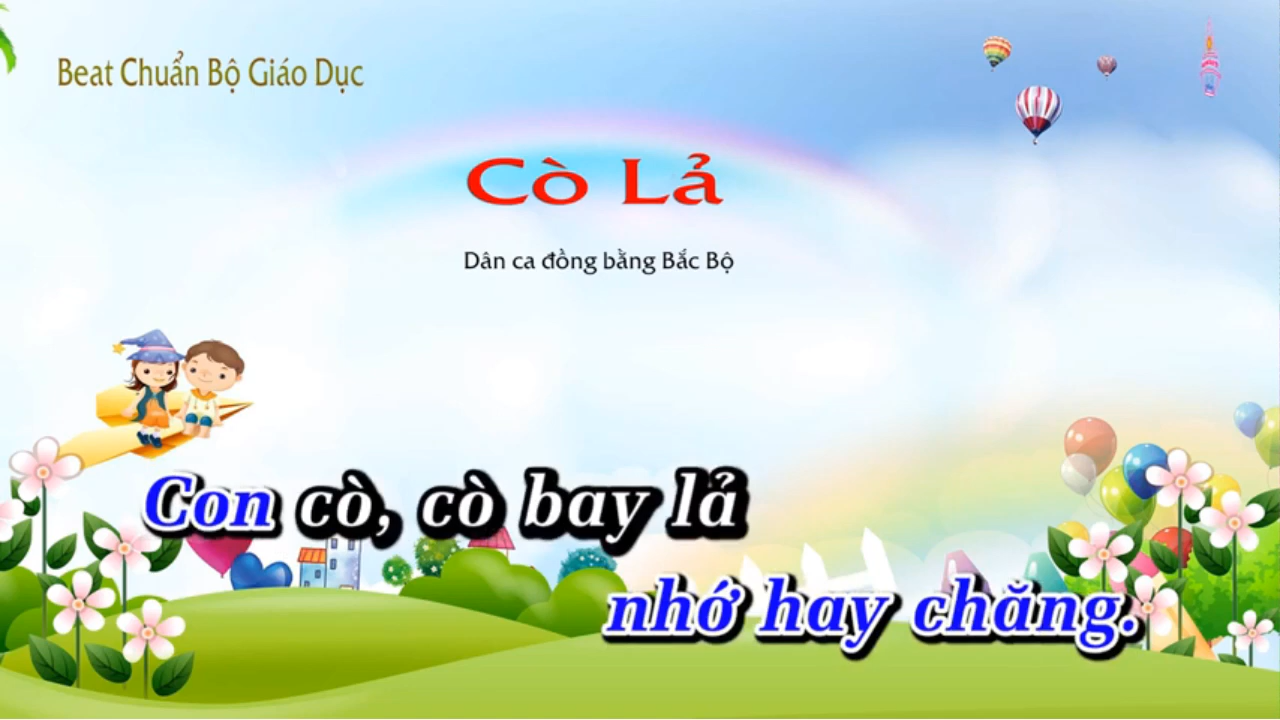 Beat Chuẩn Bộ Giáo Dục
Cò Lả
Dân ca đồng bằng Bắc Bộ
Con cò, cò bay lả
nhớ hay chăng.